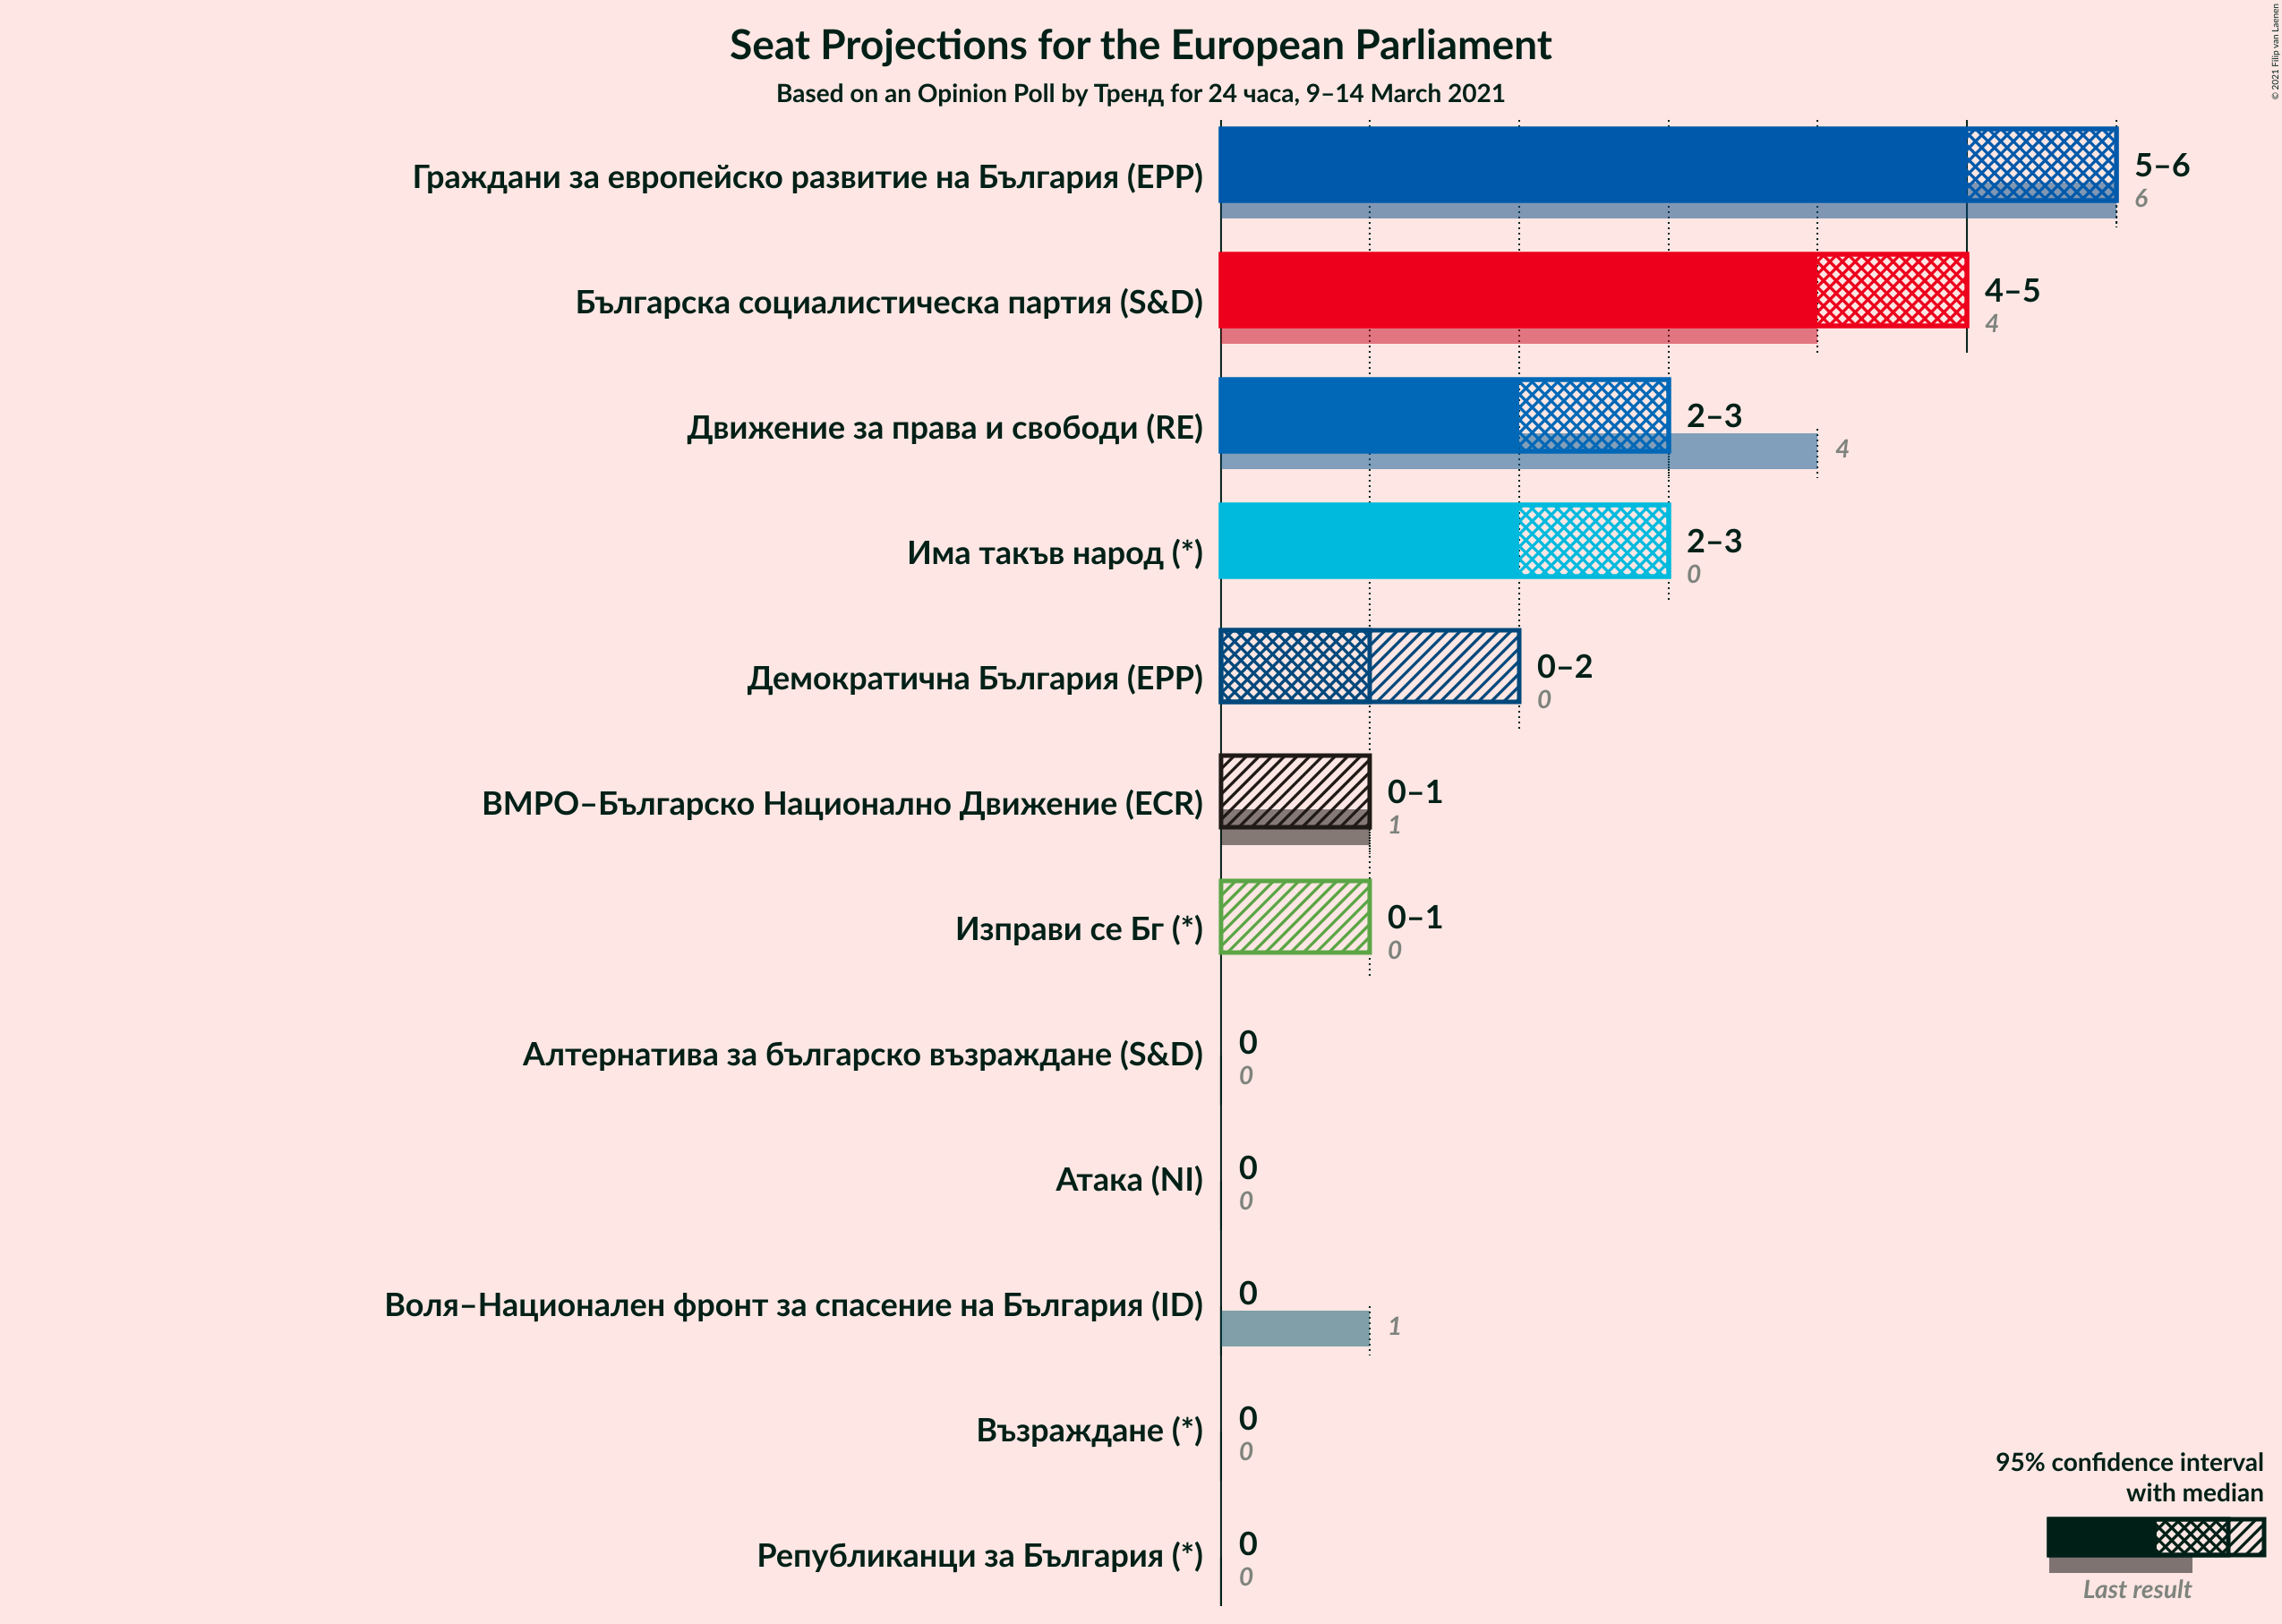 Seat Projections for the European Parliament
Based on an Opinion Poll by Тренд for 24 часа, 9–14 March 2021
© 2021 Filip van Laenen
Граждани за европейско развитие на България (EPP)
5–6
6
Българска социалистическа партия (S&D)
4–5
4
Движение за права и свободи (RE)
2–3
4
Има такъв народ (*)
2–3
0
Демократична България (EPP)
0–2
0
ВМРО–Българско Национално Движение (ECR)
0–1
1
Изправи се Бг (*)
0–1
0
Алтернатива за българско възраждане (S&D)
0
0
Атака (NI)
0
0
Воля–Национален фронт за спасение на България (ID)
0
1
Възраждане (*)
0
0
Републиканци за България (*)
0
0
95% confidence interval
with median
Last result